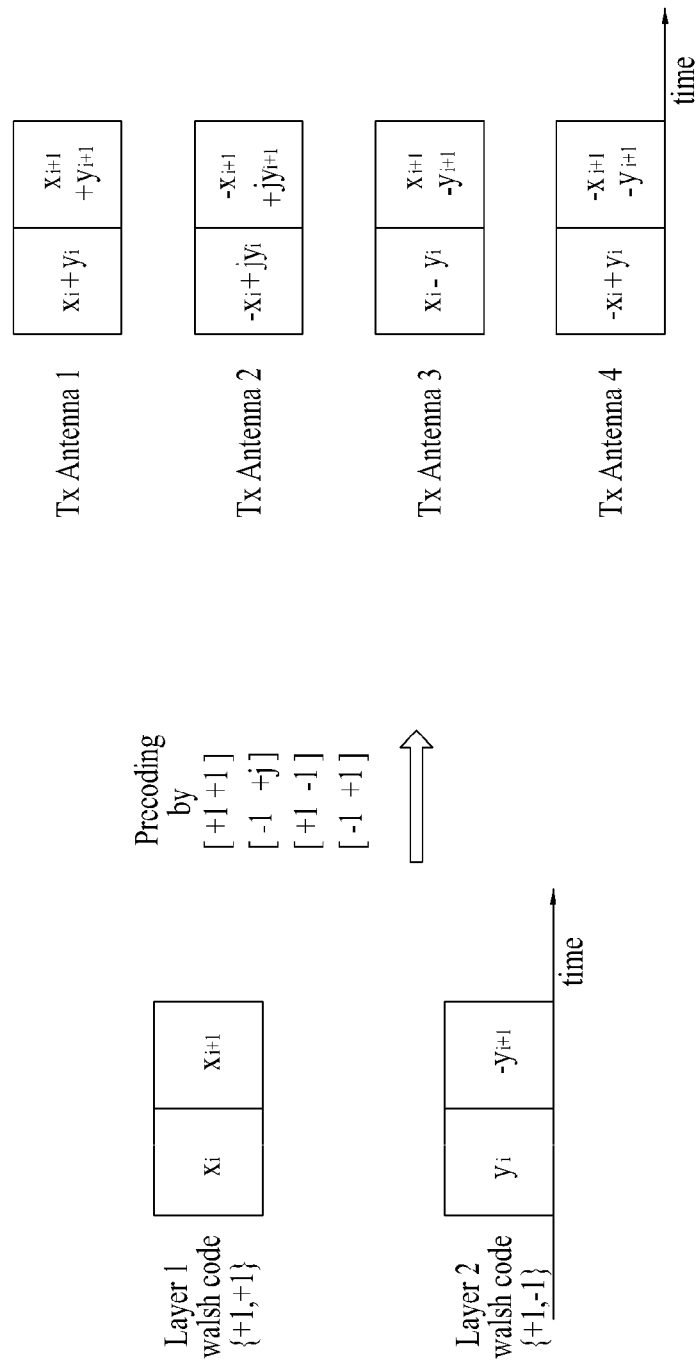 Layer 1
walsh code
{+1,+1}
xi
xi+1
Layer 2
walsh code
{+1,-1}
yi
-yi+1
time
Precoding
by
[ +1 +1 ]
[ -1 +j ]
[ +1 -1 ]
[ -1 +1 ]
Tx Antenna 1
xi+yi
xi+1
+yi+1
Tx Antenna 2
-xi+jyi
-xi+1
+jyi+1
Tx Antenna 3
xi- yi
xi+1
-yi+1
Tx Antenna 4
-xi+yi
-xi+1
-yi+1
time